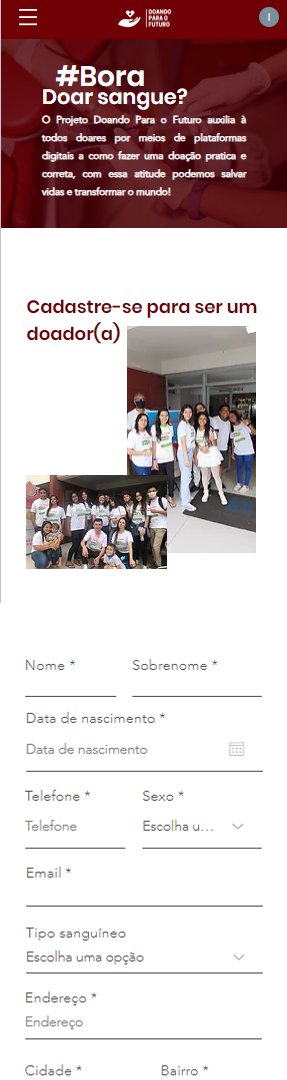 DOANDO
PARA O
FUTURO
I
#Bora
Doar sangue?
O Projeto Doando Para o Futuro auxilia à
todos doares por meios de plataformas
digitais a como fazer uma doação pratica e
correta, com essa atitude podemos salvar
vidas e transformar o mundo!
Cadastre-se para ser um
doador(a)
Nome * Sobrenome *
Data de nascimento *
Data de nascimento
Telefone * Sexo *
Telefone Escolha u...
Email *
Tipo sanguíneo
Escolha uma opção
Endereço *
Endereço
Cidade * Bairro *